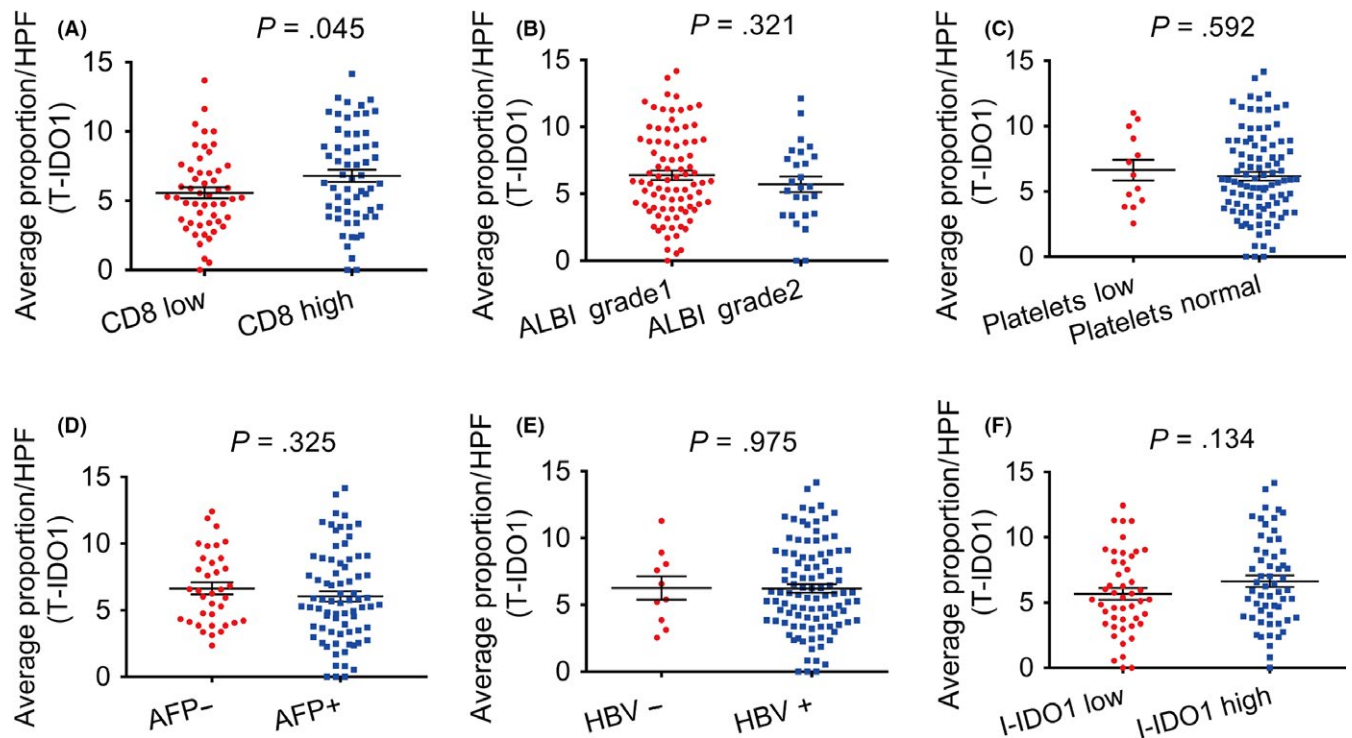 (A)
P = .045
Average proportion/HPF
(T-IDO1)
15
10
5
0
CD8 low
CD8 high
(B)
P = .321
Average proportion/HPF
(T-IDO1)
15
10
5
0
ALBI grade1
ALBI grade2
(C)
P = .592
Average proportion/HPF
(T-IDO1)
15
10
5
0
Platelets low
Platelets normal
(D)
P = .325
Average proportion/HPF
(T-IDO1)
15
10
5
0
AFP−
AFP+
(E)
P = .975
Average proportion/HPF
(T-IDO1)
15
10
5
0
HBV −
HBV +
(F)
P = .134
Average proportion/HPF
(T-IDO1)
15
10
5
0
I-IDO1 low
I-IDO1 high